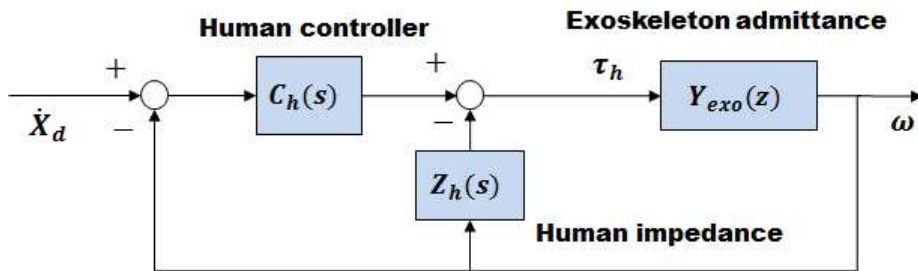 Human controller
Exoskeleton admittance
+
+
τ_h
C_h(s)
Y_exo(z)
−
−
Ẋ_d
ω
Z_h(s)
Human impedance